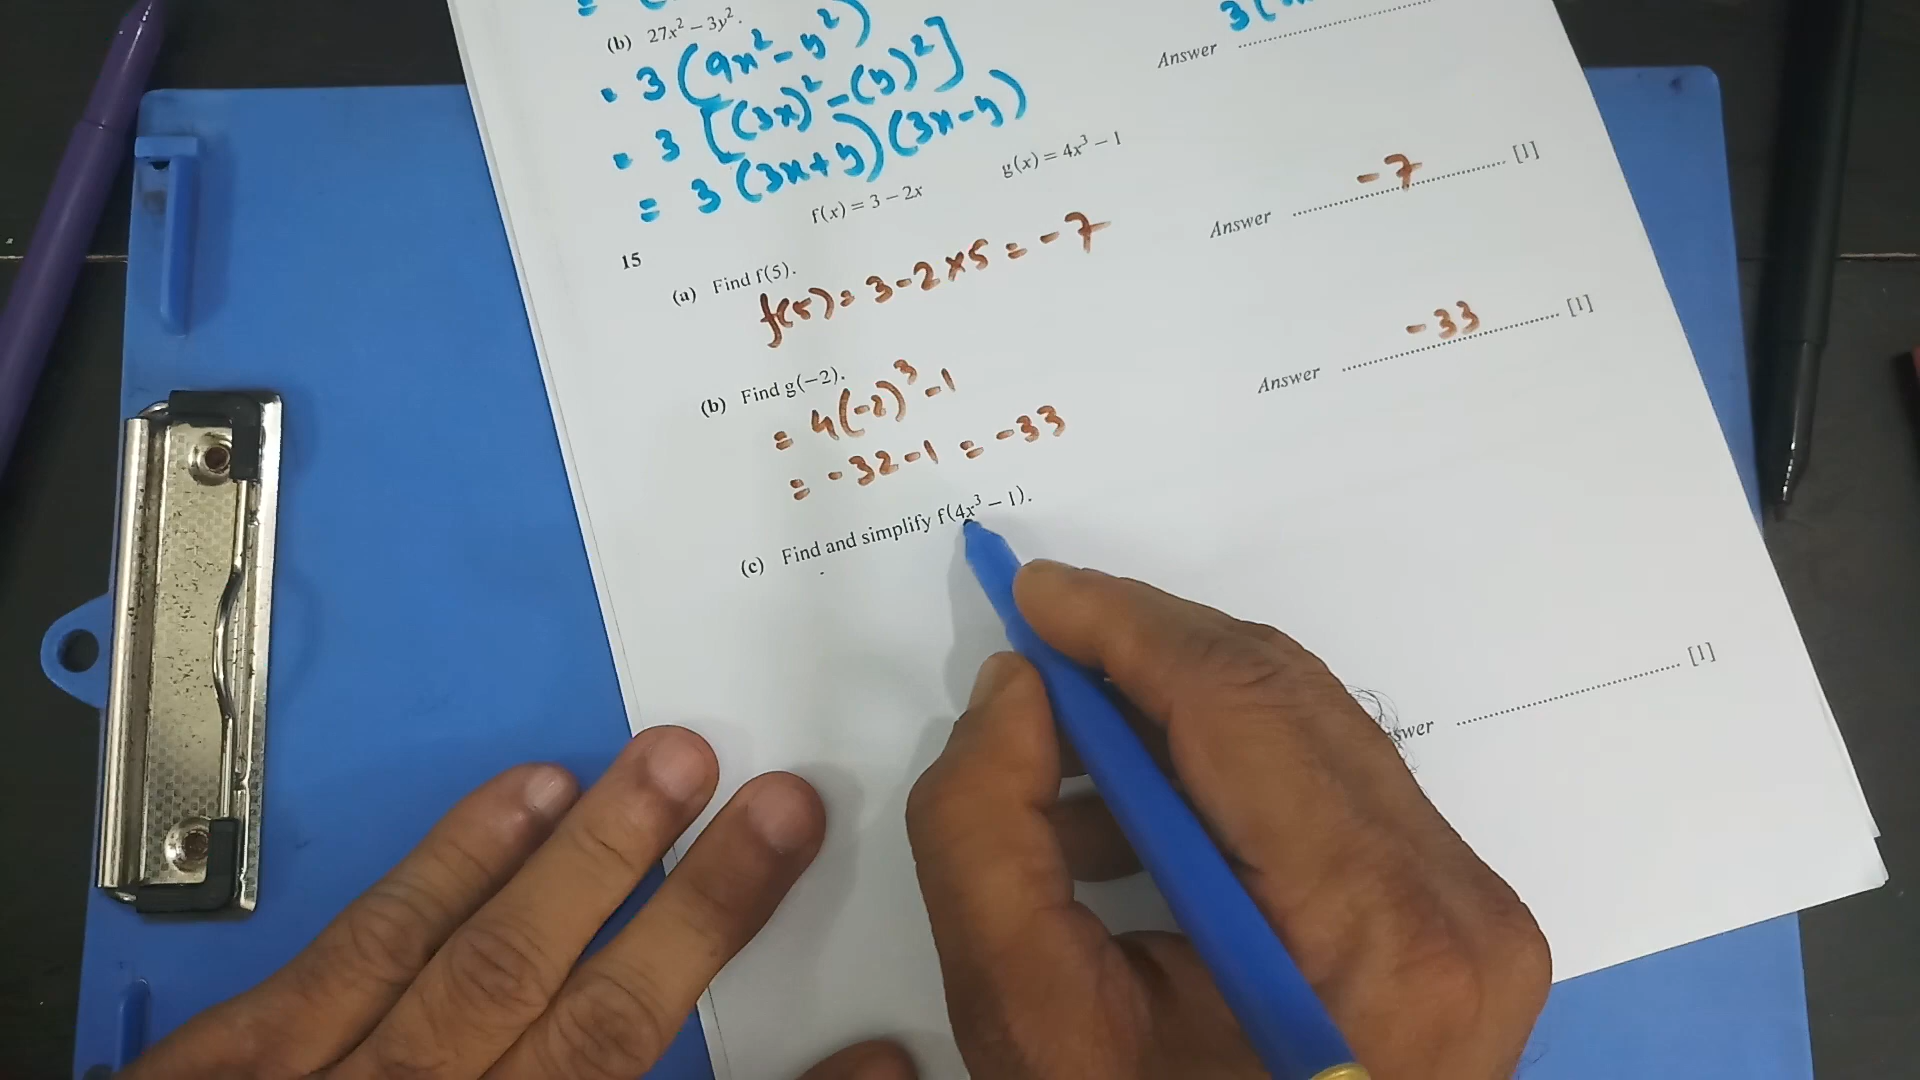 (b) 27x² – 3y².
= 3 (9x² – y²)
= 3 [(3x)² – (y)²]
= 3 (3x+y) (3x–y)
Answer 3(
f(x) = 3 – 2x g(x) = 4x³ – 1
15
(a) Find f(5).
f(5) = 3 – 2 × 5 = –7
Answer –7 [1]
(b) Find g(–2).
= 4(–2)³ – 1
= –32 – 1 = –33
Answer –33 [1]
(c) Find and simplify f(4x³ – 1).
swer [1]